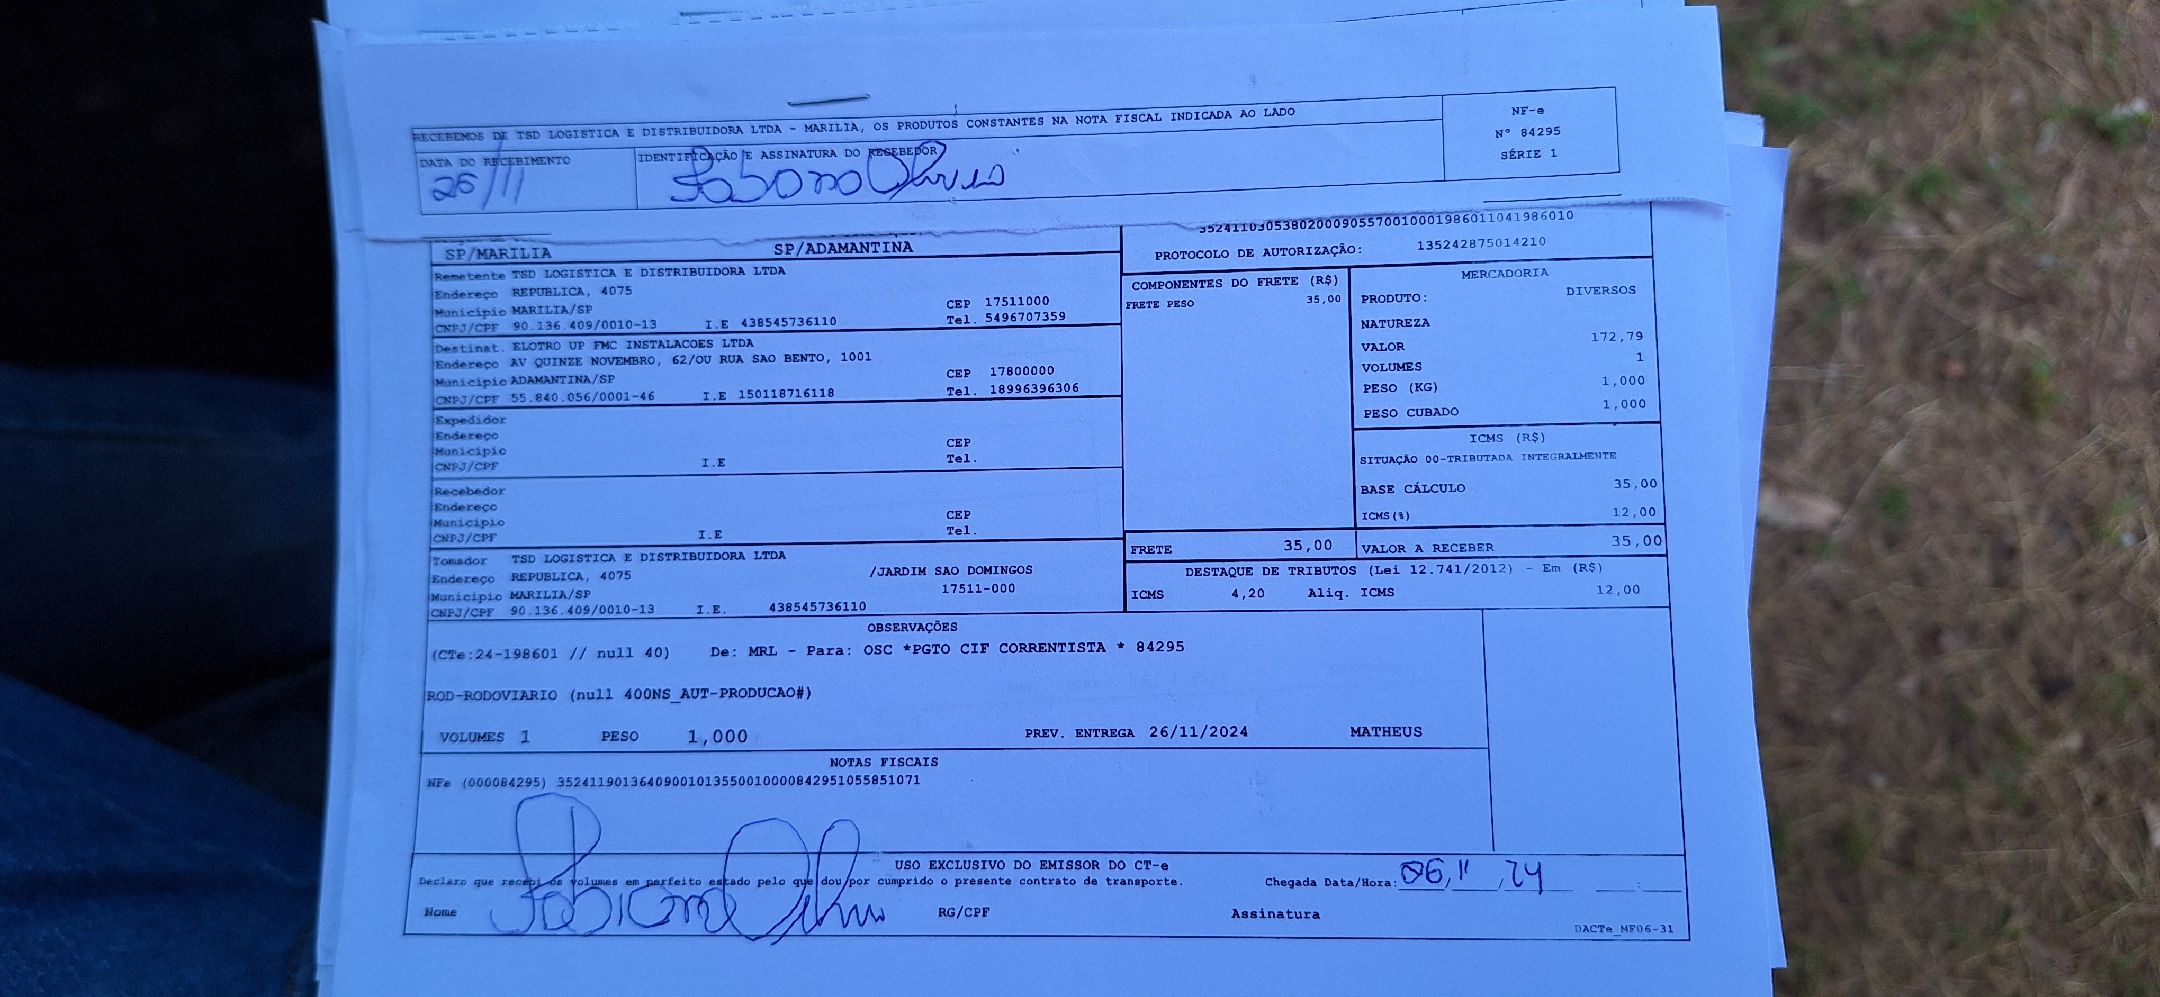 RECEBEMOS DE TSD LOGISTICA E DISTRIBUIDORA LTDA - MARILIA, OS PRODUTOS CONSTANTES NA NOTA FISCAL INDICADA AO LADO
NF-e
Nº 84295
SÉRIE 1
DATA DO RECEBIMENTO
IDENTIFICAÇÃO E ASSINATURA DO RECEBEDOR
26/11
SP/MARILIA SP/ADAMANTINA
35241103053802000905570010001986011041986010
PROTOCOLO DE AUTORIZAÇÃO: 135242875014210
Remetente TSD LOGISTICA E DISTRIBUIDORA LTDA
Endereço REPUBLICA, 4075
Município MARILIA/SP CEP 17511000
CNPJ/CPF 90.136.409/0010-13 I.E 438545736110 Tel. 5496707359
Destinat. ELOTRO UP FMC INSTALACOES LTDA
Endereço AV QUINZE NOVEMBRO, 62/OU RUA SAO BENTO, 1001
Município ADAMANTINA/SP CEP 17800000
CNPJ/CPF 55.840.056/0001-46 I.E 150118716118 Tel. 18996396306
Expedidor
Endereço
Município CEP
CNPJ/CPF I.E Tel.
Recebedor
Endereço
Município CEP
CNPJ/CPF I.E Tel.
Tomador TSD LOGISTICA E DISTRIBUIDORA LTDA
Endereço REPUBLICA, 4075 /JARDIM SAO DOMINGOS
Município MARILIA/SP 17511-000
CNPJ/CPF 90.136.409/0010-13 I.E. 438545736110
COMPONENTES DO FRETE (R$)
FRETE PESO 35,00
MERCADORIA
PRODUTO: DIVERSOS
NATUREZA
VALOR 172,79
VOLUMES 1
PESO (KG) 1,000
PESO CUBADO 1,000
ICMS (R$)
SITUAÇÃO 00-TRIBUTADA INTEGRALMENTE
BASE CÁLCULO 35,00
ICMS(%) 12,00
FRETE 35,00 VALOR A RECEBER 35,00
DESTAQUE DE TRIBUTOS (Lei 12.741/2012) - Em (R$)
ICMS 4,20 Aliq. ICMS 12,00
OBSERVAÇÕES
(CTe:24-198601 // null 40) De: MRL - Para: OSC *PGTO CIF CORRENTISTA * 84295
ROD-RODOVIARIO (null 400NS_AUT-PRODUCAO#)
VOLUMES 1 PESO 1,000 PREV. ENTREGA 26/11/2024 MATHEUS
NOTAS FISCAIS
NFe (000084295) 35241190136409001013550010000842951055851071
USO EXCLUSIVO DO EMISSOR DO CT-e
Declaro que recebi os volumes em perfeito estado pelo que dou por cumprido o presente contrato de transporte. Chegada Data/Hora:
Nome RG/CPF Assinatura
DACTe_MF06-31